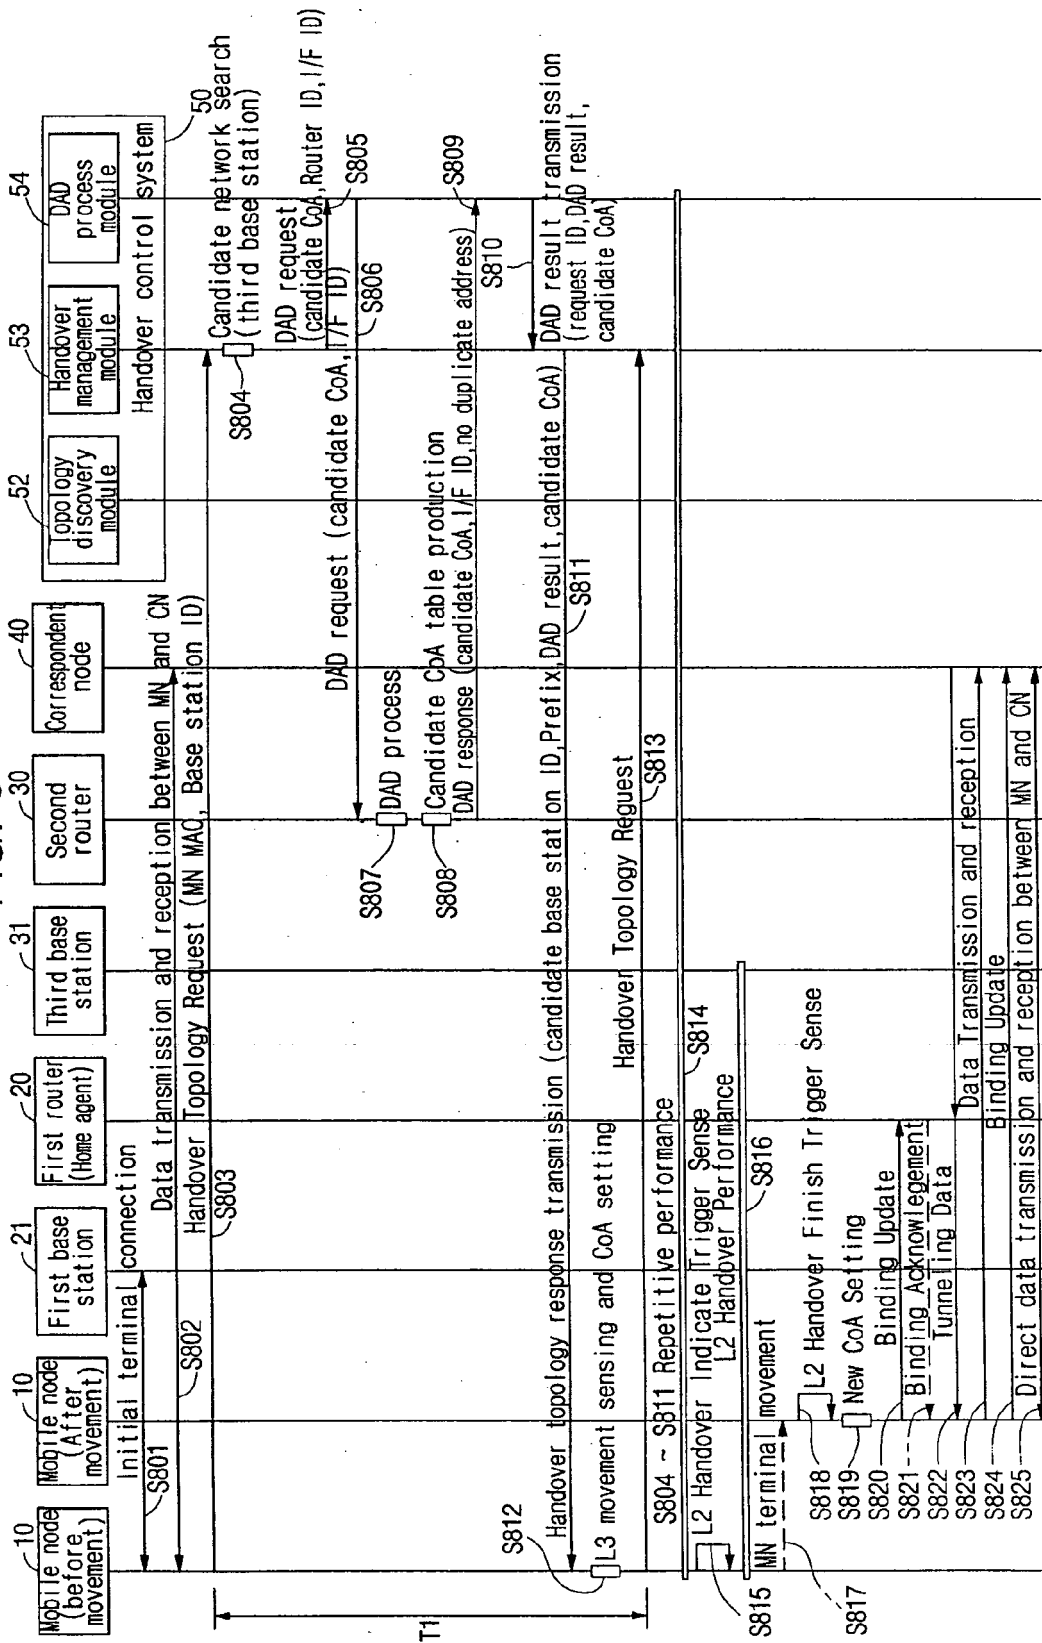 10
Mobile node
(before
movement)
10
Mobilie node
(After
movement)
21
First base
station
20
First router
(Home agent)
31
Third base
station
30
Second
router
40
Correspondent
node
52
Topology
discovery
module
53
Handover
management
module
54
DAD
process
module
Handover control system
50
Initial terminal connection
S801
Data transmission and reception between MN and CN
S802
Handover Topology Request (MN MAC, Base station ID)
S803
Candidate network search
(third base station)
S804
DAD request
(candidate CoA,Router ID,I/F ID)
S805
DAD request (candidate CoA,I/F ID)
S806
DAD process
S807
Candidate CoA table production
S808
DAD response (candidate CoA,I/F ID,no duplicate address)
S809
S810
DAD result transmission
(request ID,DAD result,
candidate CoA)
Handover topology response transmission (candidate base station ID,Prefix,DAD result,candidate CoA)
S811
S812
L3 movement sensing and CoA setting
T1
Handover Topology Reguest
S813
S804 ~ S811 Repetitive performance
S814
L2 Handover Indicate Trigger Sense
S815
L2 Handover Performance
S816
MN terminal movement
S817
L2 Handover Finish Trigger Sense
S818
New CoA Setting
S819
Binding Update
S820
Binding Acknowlegement
S821
Tunneling Data
S822
Data Transmission and reception
S823
Binding Update
S824
Direct data transmission and reception between MN and CN
S825